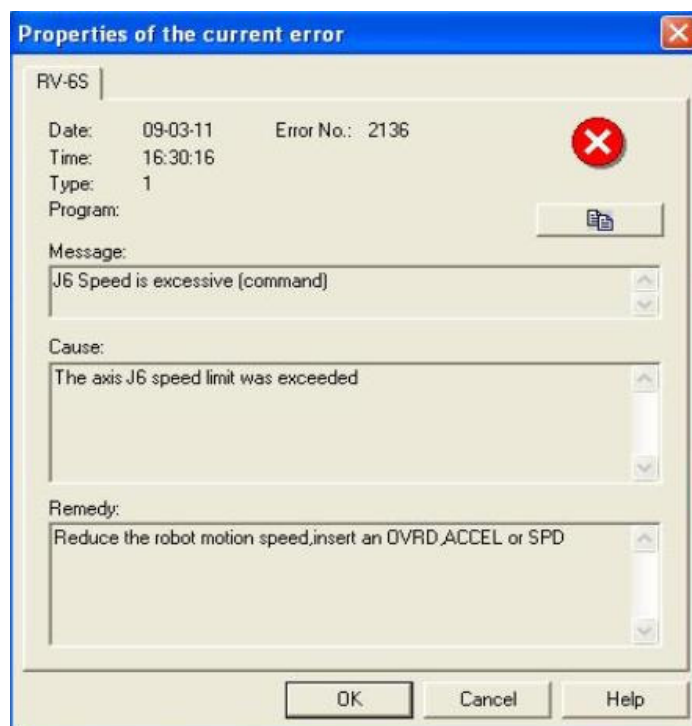 Properties of the current error
RV-6S
Date: 09-03-11 Error No.: 2136
Time: 16:30:16
Type: 1
Program:
Message:
J6 Speed is excessive (command)
Cause:
The axis J6 speed limit was exceeded
Remedy:
Reduce the robot motion speed,insert an OVRD,ACCEL or SPD
OK Cancel Help